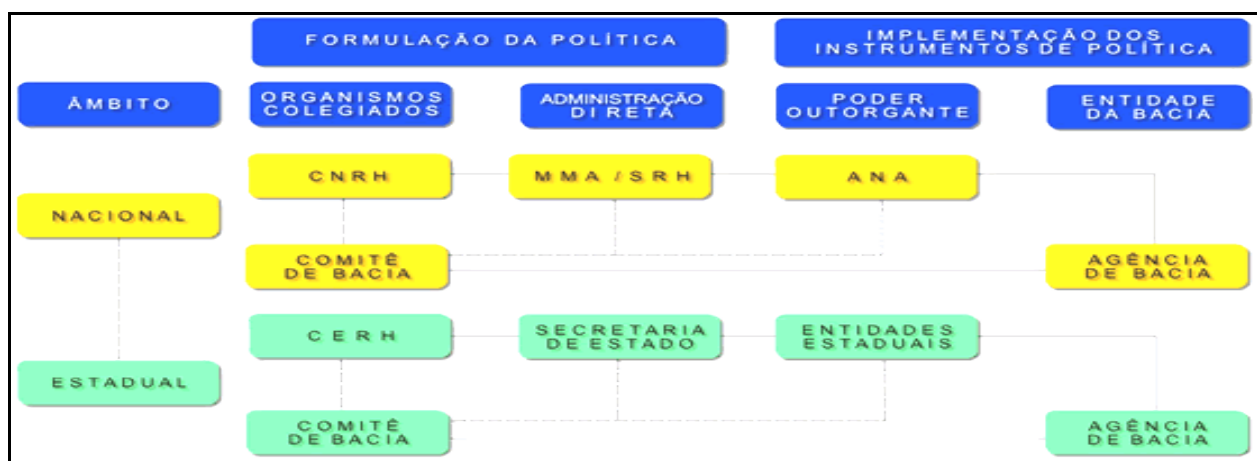 FORMULAÇÃO DA POLÍTICA
IMPLEMENTAÇÃO DOS
INSTRUMENTOS DE POLÍTICA
ÂMBITO
ORGANISMOS
COLEGIADOS
ADMINISTRAÇÃO
DIRETA
PODER
OUTORGANTE
ENTIDADE
DA BACIA
CNRH
MMA / SRH
ANA
NACIONAL
COMITÊ
DE BACIA
AGÊNCIA
DE BACIA
CERH
SECRETARIA
DE ESTADO
ENTIDADES
ESTADUAIS
ESTADUAL
COMITÊ
DE BACIA
AGÊNCIA
DE BACIA